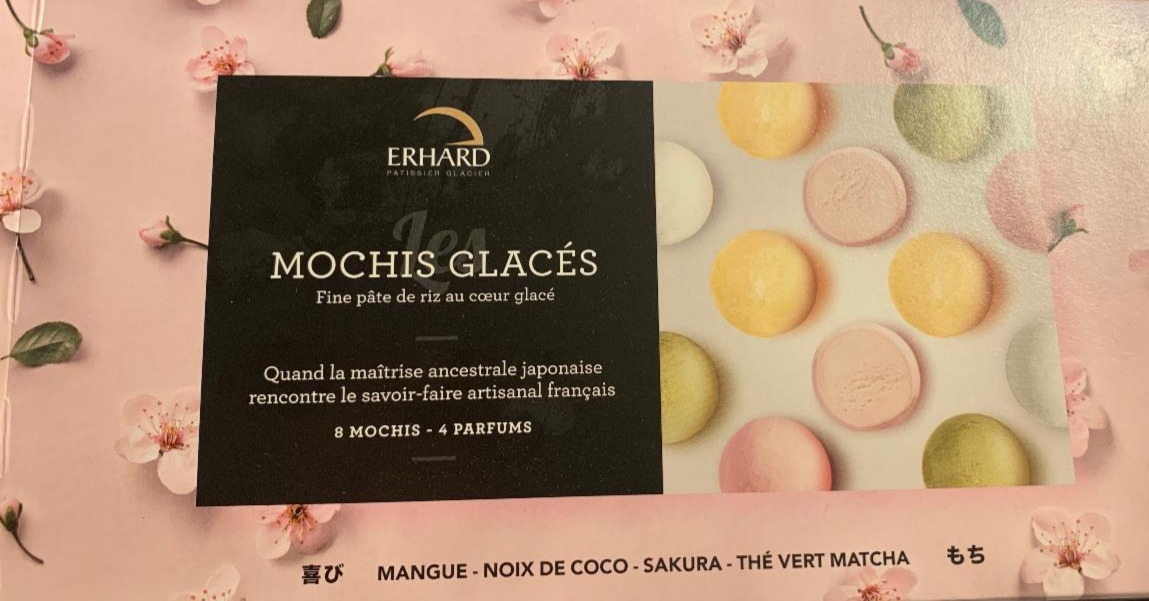 ERHARD
PATISSIER GLACIER
Les
MOCHIS GLACÉS
Fine pâte de riz au cœur glacé
Quand la maîtrise ancestrale japonaise
rencontre le savoir-faire artisanal français
8 MOCHIS - 4 PARFUMS
喜び MANGUE - NOIX DE COCO - SAKURA - THÉ VERT MATCHA もち